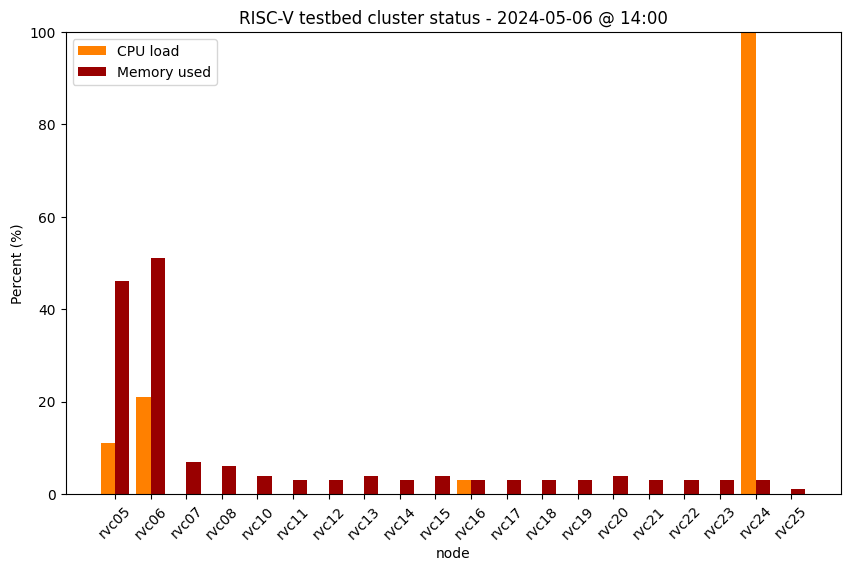 RISC-V testbed cluster status - 2024-05-06 @ 14:00
CPU load
Memory used
Percent (%)
100
80
60
40
20
0
rvc05
rvc06
rvc07
rvc08
rvc10
rvc11
rvc12
rvc13
rvc14
rvc15
rvc16
rvc17
rvc18
rvc19
rvc20
rvc21
rvc22
rvc23
rvc24
rvc25
node